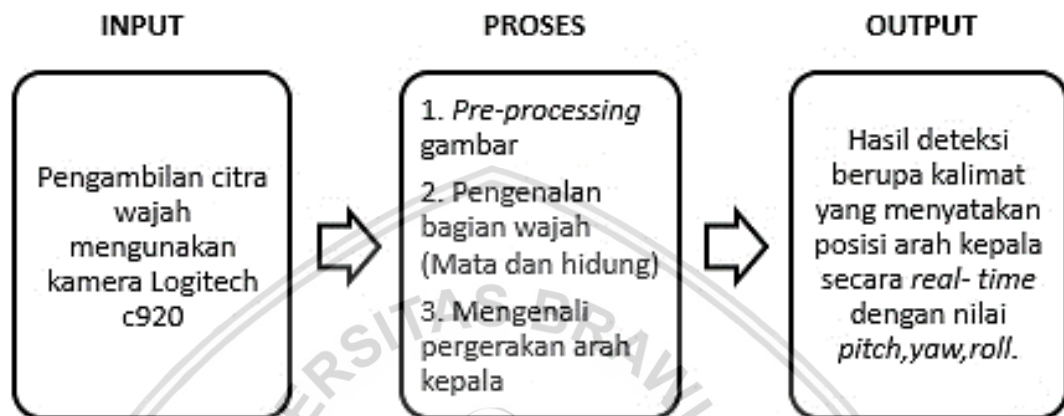 INPUT
PROSES
OUTPUT
Pengambilan citra
wajah
mengunakan
kamera Logitech
c920
1. Pre-processing
gambar
2. Pengenalan
bagian wajah
(Mata dan hidung)
3. Mengenali
pergerakan arah
kepala
Hasil deteksi
berupa kalimat
yang menyatakan
posisi arah kepala
secara real- time
dengan nilai
pitch,yaw,roll.
ERSITAS BRAW